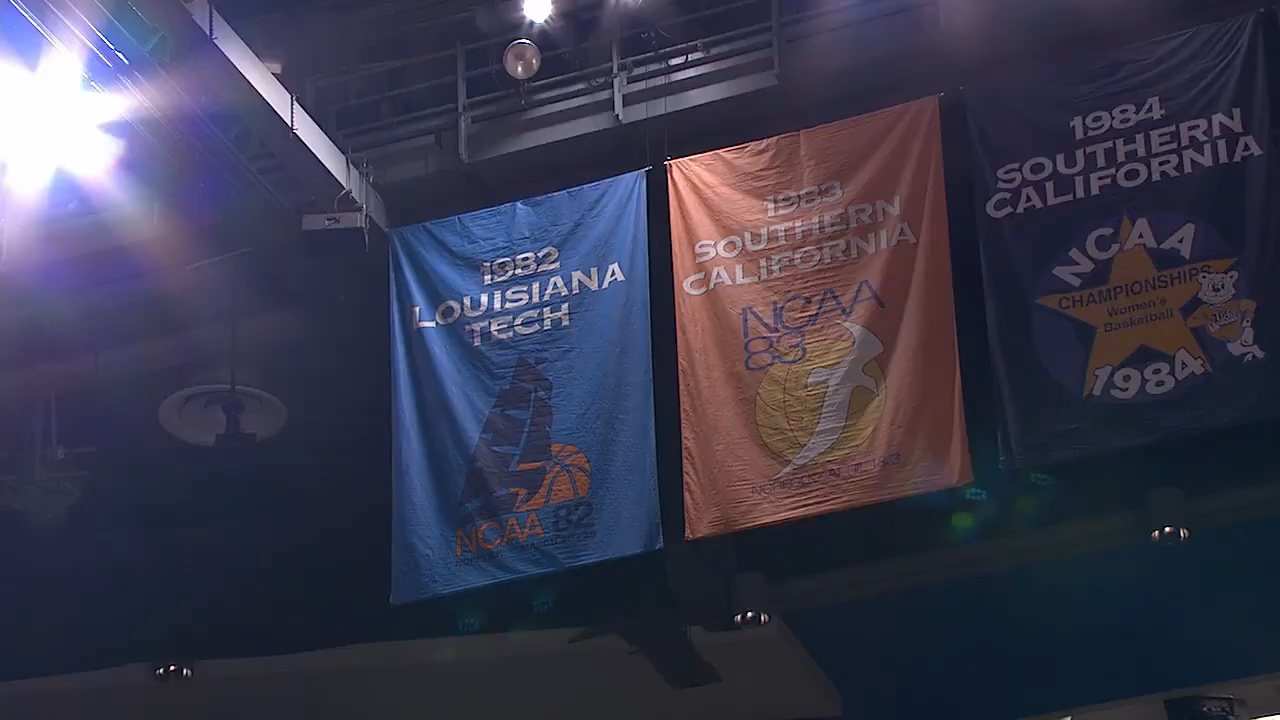 1982
LOUISIANA
TECH
NCAA 82
1983
SOUTHERN
CALIFORNIA
NCAA
83
1984
SOUTHERN
CALIFORNIA
NCAA
CHAMPIONSHIPS
Women's
Basketball
1984